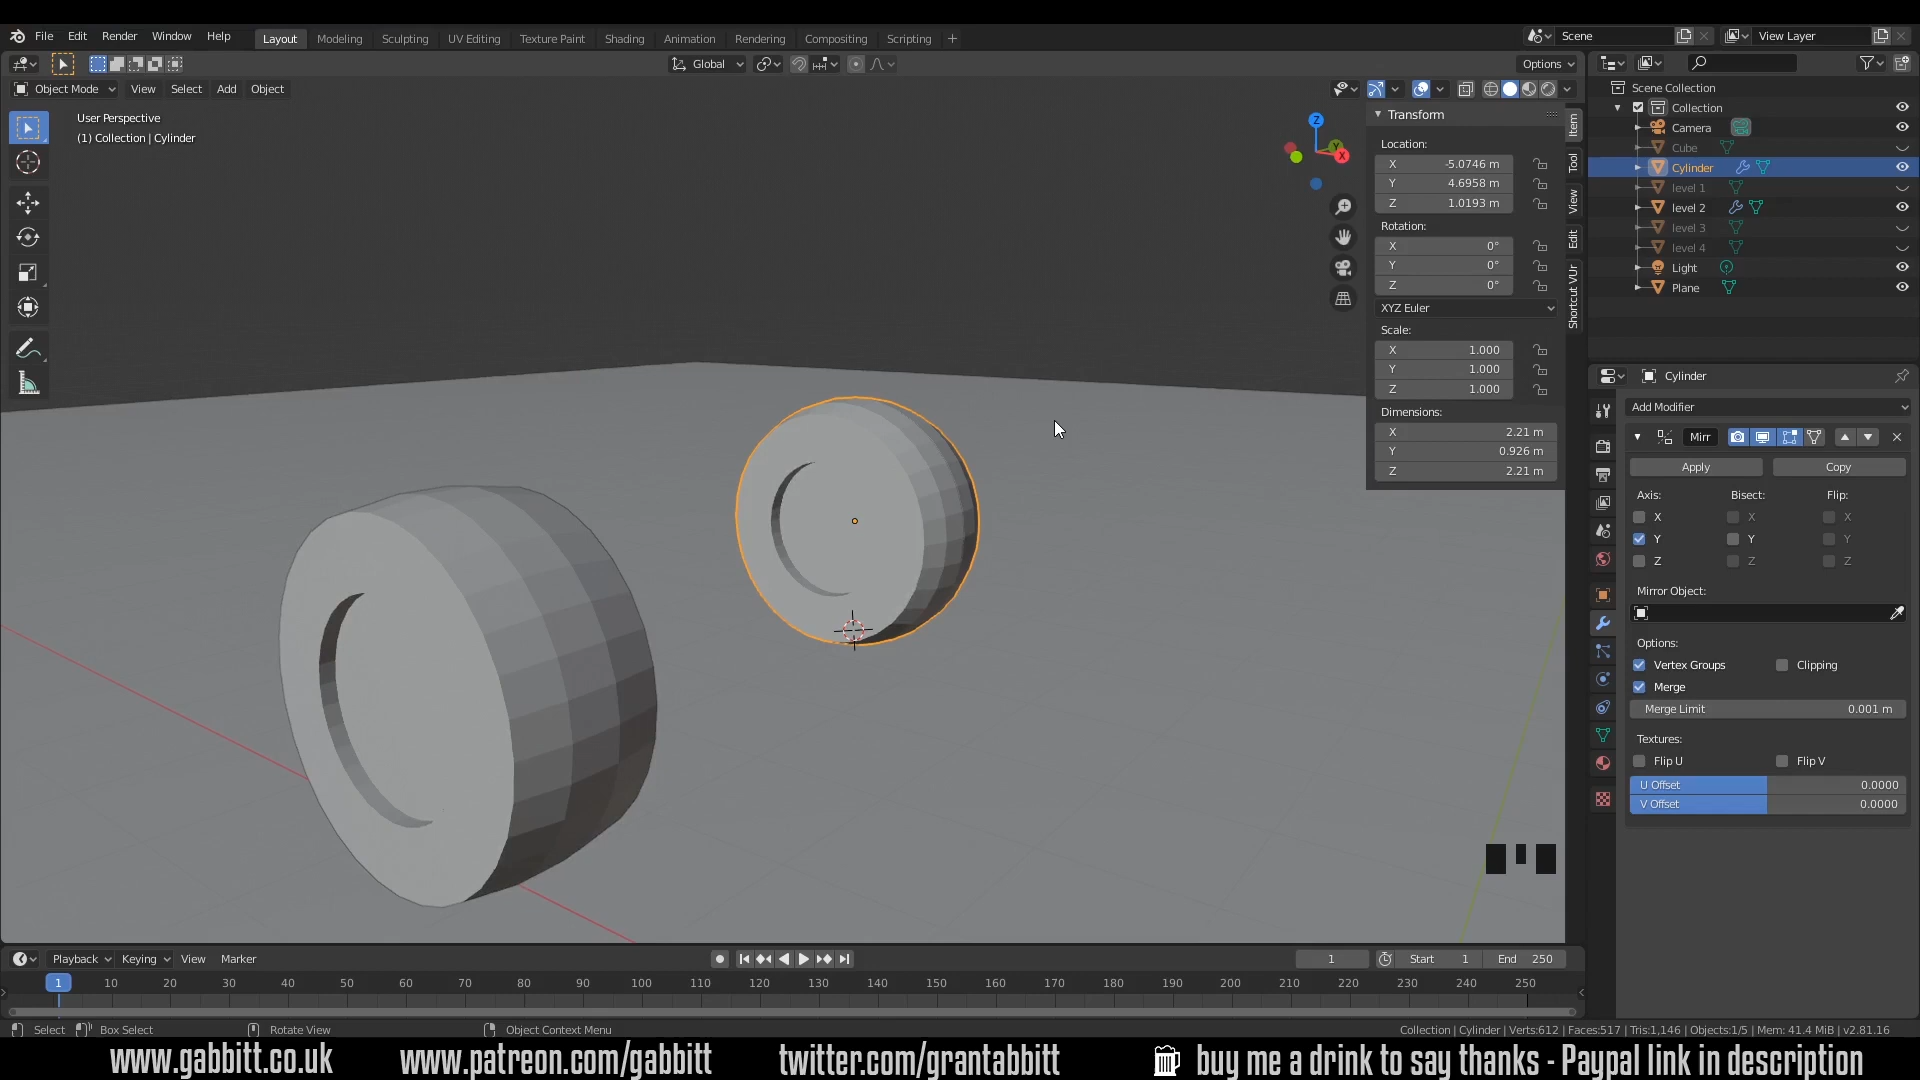 File Edit Render Window Help Layout Modeling Sculpting UV Editing Texture Paint Shading Animation Rendering Compositing Scripting + Scene View Layer
Global Options
Object Mode View Select Add Object
User Perspective
(1) Collection | Cylinder
Z
Y
X
Transform
Location:
X -5.0746 m
Y 4.6958 m
Z 1.0193 m
Rotation:
X 0°
Y 0°
Z 0°
XYZ Euler
Scale:
X 1.000
Y 1.000
Z 1.000
Dimensions:
X 2.21 m
Y 0.926 m
Z 2.21 m
Item
Tool
View
Edit
Shortcut VUr
Scene Collection
Collection
Camera
Cube
Cylinder
level 1
level 2
level 3
level 4
Light
Plane
Cylinder
Add Modifier
Mirr
Apply Copy
Axis: Bisect: Flip:
X X X
Y Y Y
Z Z Z
Mirror Object:
Options:
Vertex Groups Clipping
Merge
Merge Limit 0.001 m
Textures:
Flip U Flip V
U Offset 0.0000
V Offset 0.0000
Playback Keying View Marker 1 Start 1 End 250
1 10 20 30 40 50 60 70 80 90 100 110 120 130 140 150 160 170 180 190 200 210 220 230 240 250
Select Box Select Rotate View Object Context Menu Collection | Cylinder | Verts:612 | Faces:517 | Tris:1,146 | Objects:1/5 | Mem: 41.4 MiB | v2.81.16
www.gabbitt.co.uk www.patreon.com/gabbitt twitter.com/grantabbitt buy me a drink to say thanks - Paypal link in description